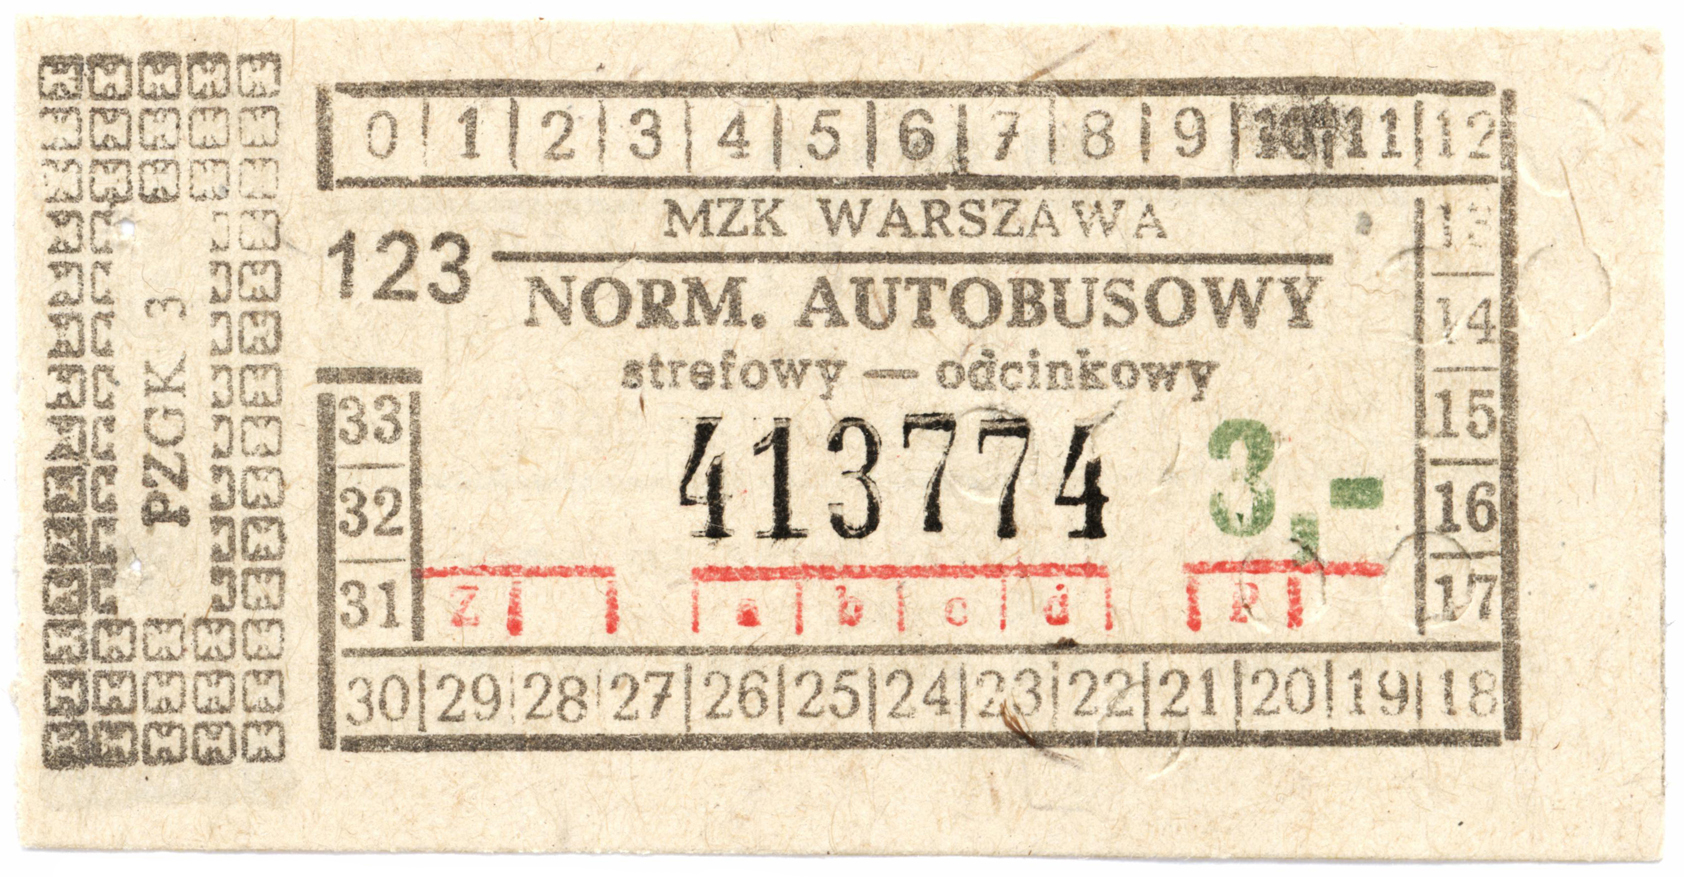 0 1 2 3 4 5 6 7 8 9 10 11 12
MZK WARSZAWA
123
NORM. AUTOBUSOWY
strefowy — odcinkowy
413774 3,-
Z a b c d P
13
14
15
16
17
33
32
31
30 29 28 27 26 25 24 23 22 21 20 19 18
PZGK 3